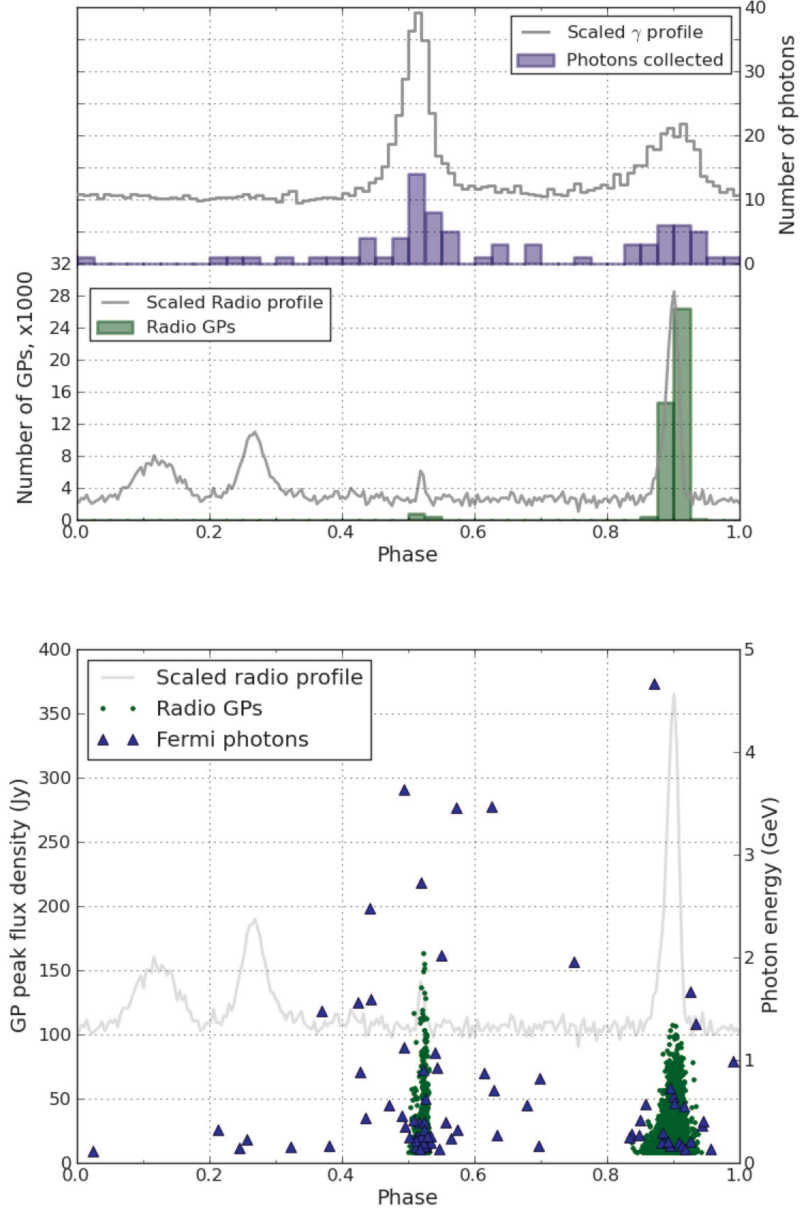 40
Scaled γ profile
Photons collected
30
20
10
0
Number of photons
32
28
24
20
16
12
8
4
0
Number of GPs, x1000
Scaled Radio profile
Radio GPs
0.0 0.2 0.4 0.6 0.8 1.0
Phase
400
350
300
250
200
150
100
50
0
GP peak flux density (Jy)
Scaled radio profile
Radio GPs
Fermi photons
5
4
3
2
1
0
Photon energy (GeV)
0.0 0.2 0.4 0.6 0.8 1.0
Phase